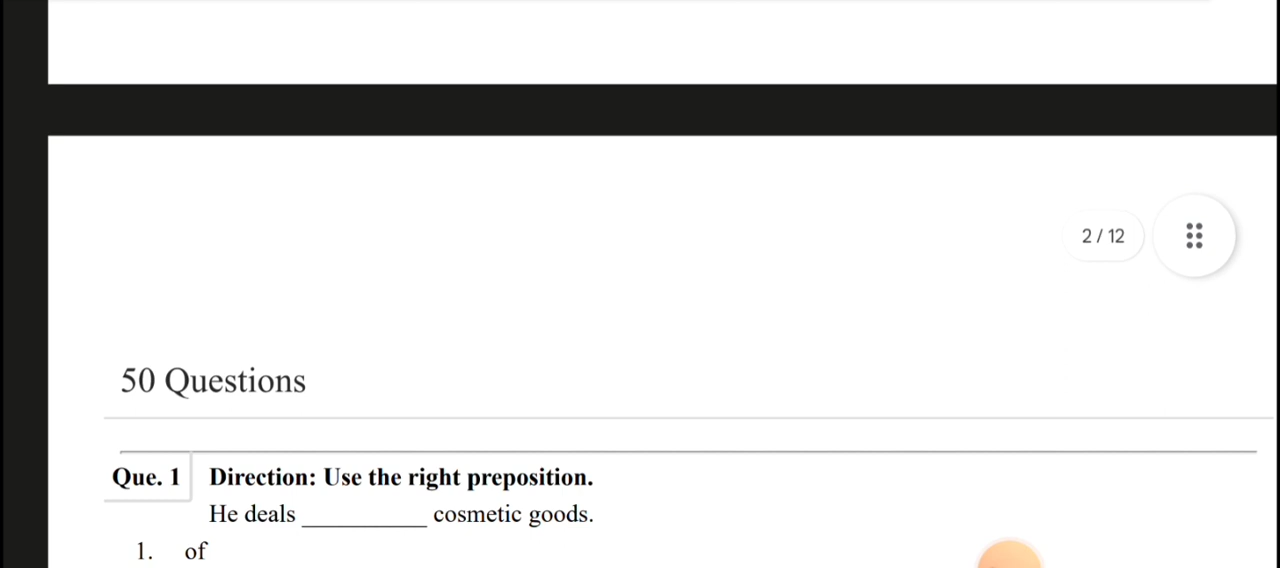 2 / 12
50 Questions
Que. 1 Direction: Use the right preposition.
He deals __________ cosmetic goods.
1. of